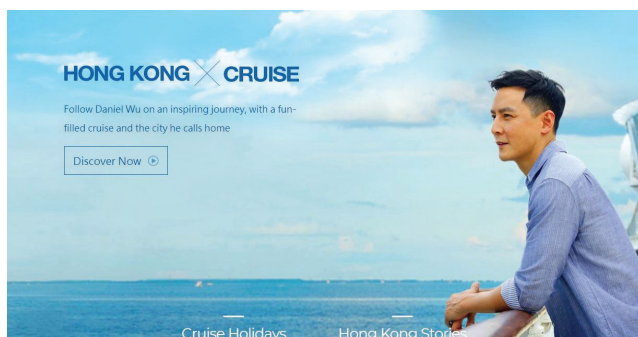 HONG KONG X CRUISE
Follow Daniel Wu on an inspiring journey, with a fun-
filled cruise and the city he calls home
Discover Now
Cruise Holidays
Hong Kong Stories